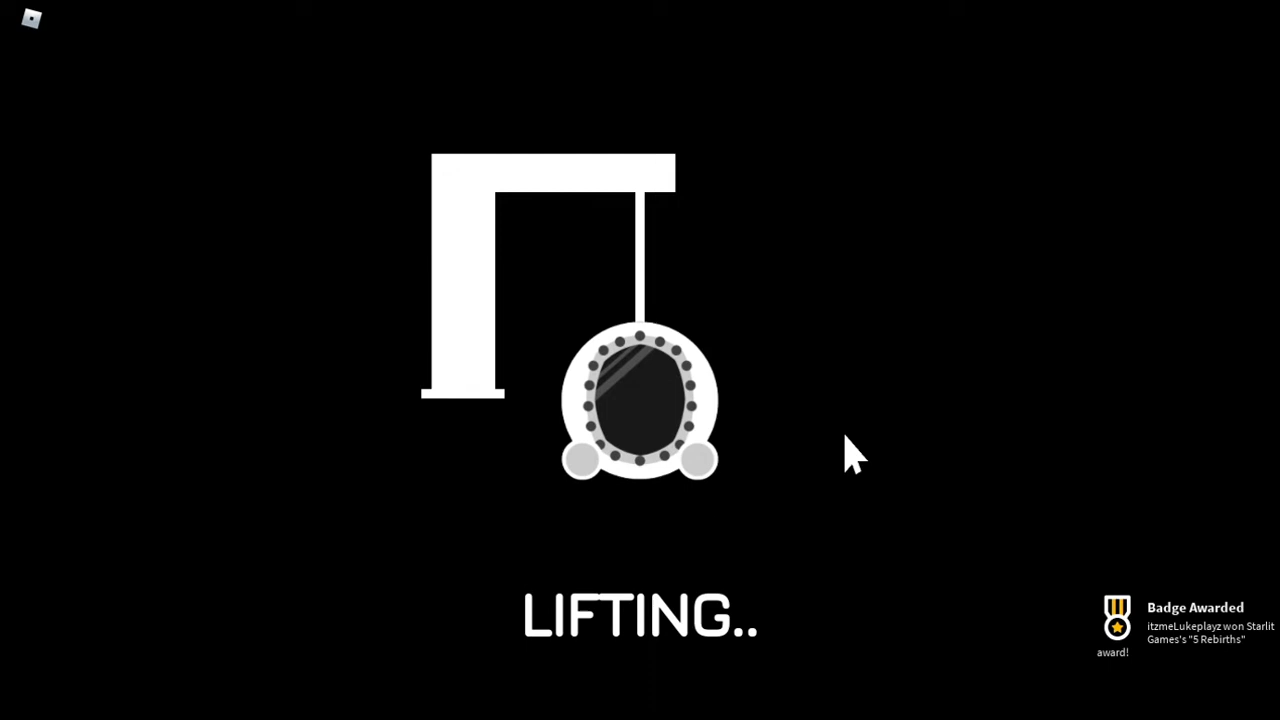 LIFTING..
Badge Awarded
itzmeLukeplayz won Starlit
Games's "5 Rebirths"
award!